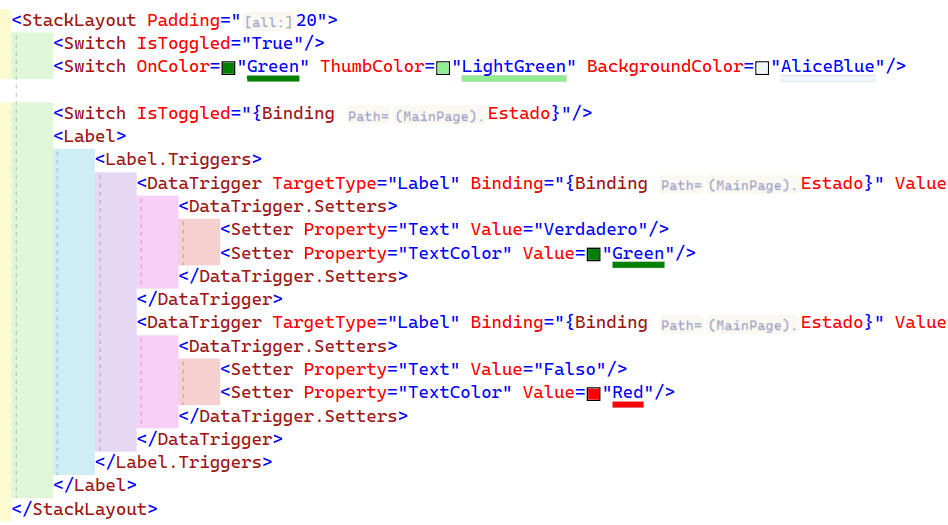 <StackLayout Padding="[all:]20">
<Switch IsToggled="True"/>
<Switch OnColor="Green" ThumbColor="LightGreen" BackgroundColor="AliceBlue"/>
<Switch IsToggled="{Binding Path=(MainPage).Estado}"/>
<Label>
<Label.Triggers>
<DataTrigger TargetType="Label" Binding="{Binding Path=(MainPage).Estado}" Value
<DataTrigger.Setters>
<Setter Property="Text" Value="Verdadero"/>
<Setter Property="TextColor" Value="Green"/>
</DataTrigger.Setters>
</DataTrigger>
<DataTrigger TargetType="Label" Binding="{Binding Path=(MainPage).Estado}" Value
<DataTrigger.Setters>
<Setter Property="Text" Value="Falso"/>
<Setter Property="TextColor" Value="Red"/>
</DataTrigger.Setters>
</DataTrigger>
</Label.Triggers>
</Label>
</StackLayout>